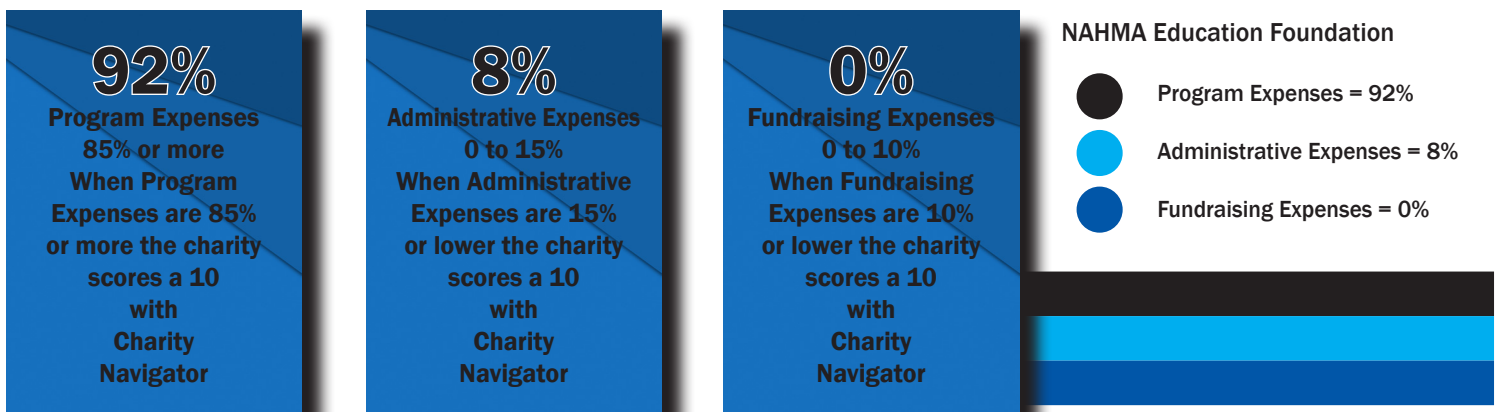 92%
Program Expenses
85% or more
When Program
Expenses are 85%
or more the charity
scores a 10
with
Charity
Navigator
8%
Administrative Expenses
0 to 15%
When Administrative
Expenses are 15%
or lower the charity
scores a 10
with
Charity
Navigator
0%
Fundraising Expenses
0 to 10%
When Fundraising
Expenses are 10%
or lower the charity
scores a 10
with
Charity
Navigator
NAHMA Education Foundation
Program Expenses = 92%
Administrative Expenses = 8%
Fundraising Expenses = 0%